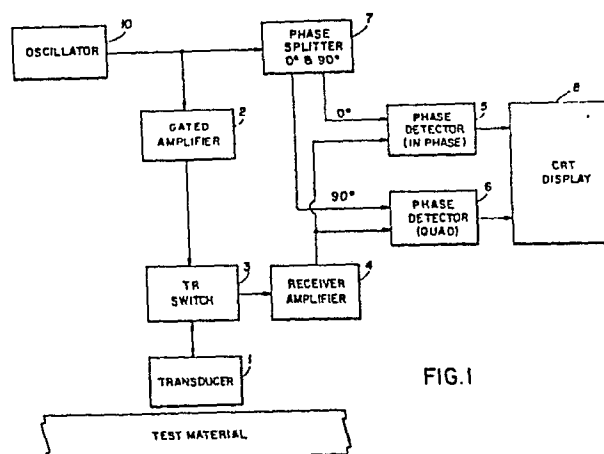 10
OSCILLATOR
7
PHASE
SPLITTER
0° & 90°
2
GATED
AMPLIFIER
0°
5
PHASE
DETECTOR
(IN PHASE)
8
CRT
DISPLAY
90°
6
PHASE
DETECTOR
(QUAD)
3
TR
SWITCH
4
RECEIVER
AMPLIFIER
1
TRANSDUCER
FIG.1
TEST MATERIAL